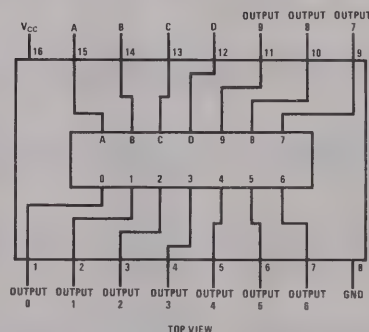 OUTPUT OUTPUT OUTPUT
VCC A B C D 9 8 7
16 15 14 13 12 11 10 9
A B C D 9 8 7
0 1 2 3 4 5 6
1 2 3 4 5 6 7 8
OUTPUT OUTPUT OUTPUT OUTPUT OUTPUT OUTPUT OUTPUT GND
0 1 2 3 4 5 6
TOP VIEW